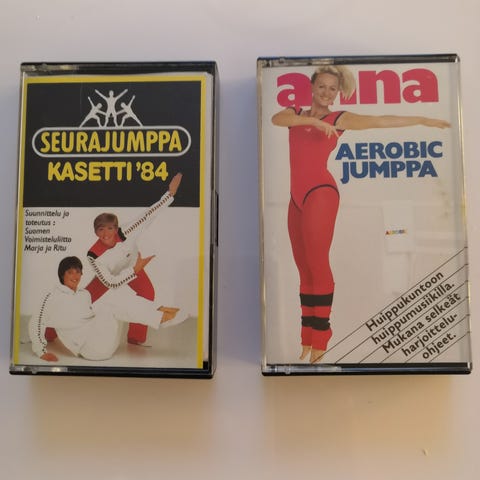 SEURAJUMPPA
KASETTI '84
Suunnittelu ja
toteutus:
Suomen
Voimisteluliitto
Marja ja Ritu
anna
AEROBIC
JUMPPA
AEROBIC
Huippukuntoon
huippumusiikilla.
Mukana selkeät
harjoittelu-
ohjeet.